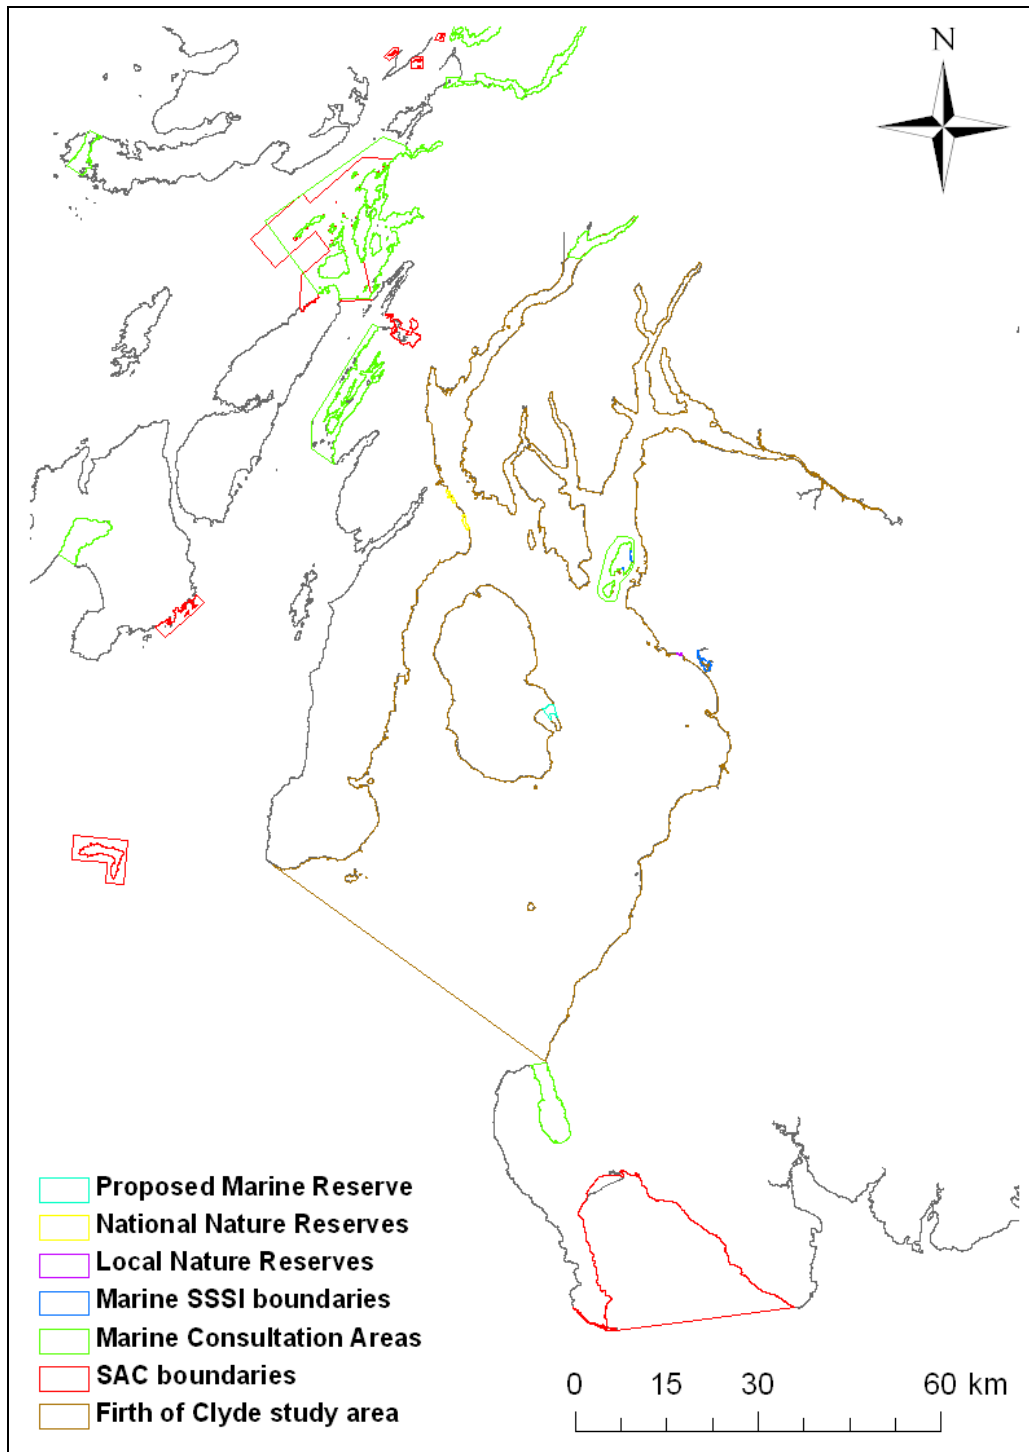 N
Proposed Marine Reserve
National Nature Reserves
Local Nature Reserves
Marine SSSI boundaries
Marine Consultation Areas
SAC boundaries
Firth of Clyde study area
0 15 30 60 km